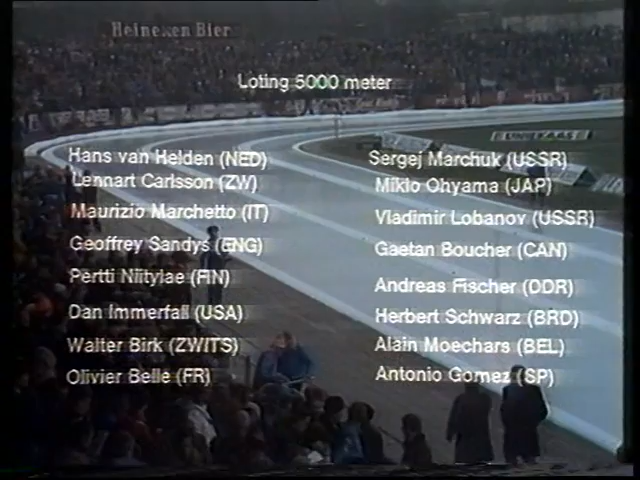 Heineken Bier
Loting 5000 meter
Hans van Helden (NED) Sergej Marchuk (USSR)
Lennart Carlsson (ZW) Mikio Ohyama (JAP)
Maurizio Marchetto (IT) Vladimir Lobanov (USSR)
Geoffrey Sandys (ENG) Gaetan Boucher (CAN)
Pertti Niitylae (FIN) Andreas Fischer (DDR)
Dan Immerfall (USA) Herbert Schwarz (BRD)
Walter Birk (ZWITS) Alain Moechars (BEL)
Olivier Belle (FR) Antonio Gomez (SP)